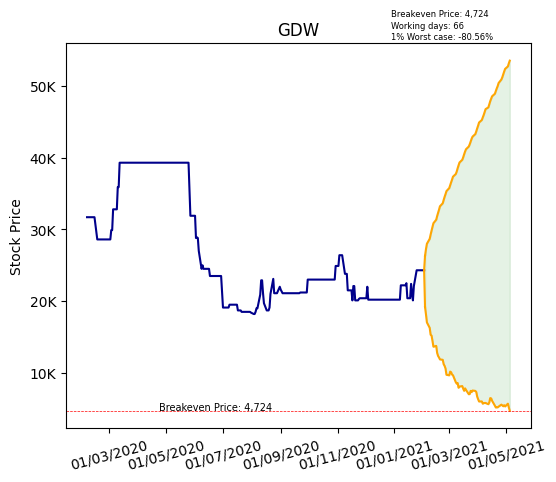 Breakeven Price: 4,724
Working days: 66
1% Worst case: -80.56%
GDW
Stock Price
50K
40K
30K
20K
10K
Breakeven Price: 4,724
01/03/2020
01/05/2020
01/07/2020
01/09/2020
01/11/2020
01/01/2021
01/03/2021
01/05/2021